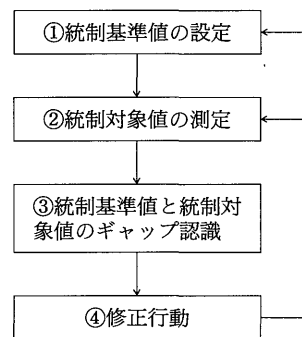 ①統制基準値の設定
②統制対象値の測定
③統制基準値と統制対
象値のギャップ認識
④修正行動